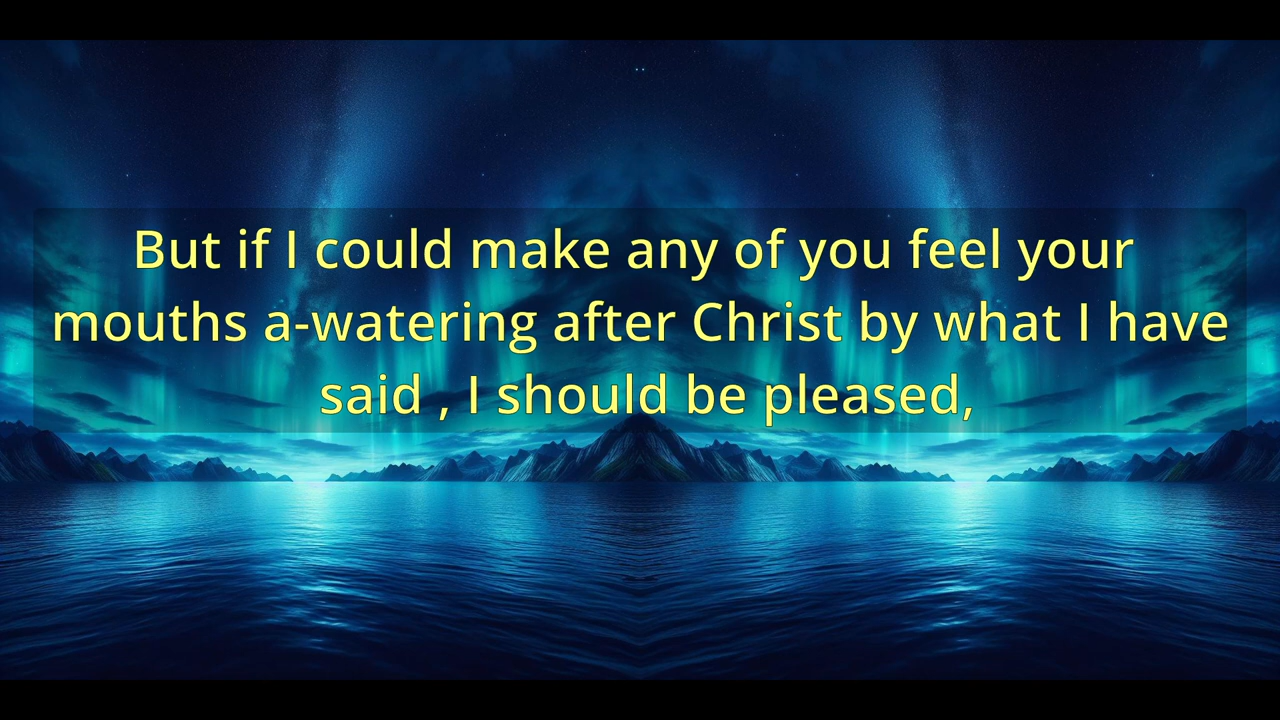 But if I could make any of you feel your
mouths a-watering after Christ by what I have
said , I should be pleased,